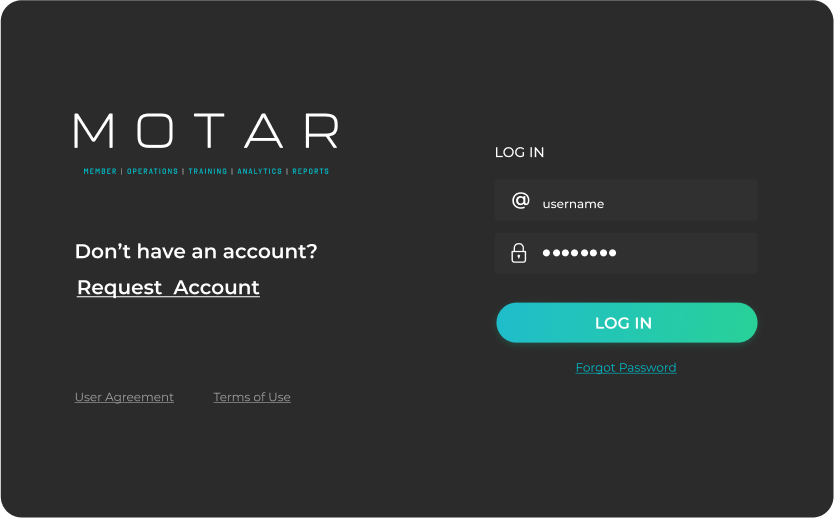 MOTAR
MEMBER | OPERATIONS | TRAINING | ANALYTICS | REPORTS
Don't have an account?
Request Account
User Agreement
Terms of Use
LOG IN
@ username
••••••••
LOG IN
Forgot Password